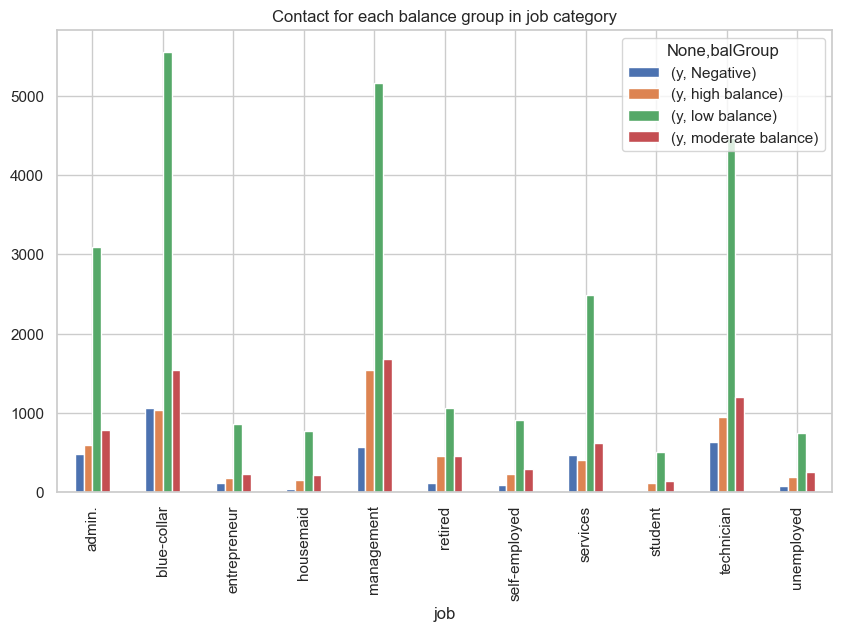 Contact for each balance group in job category
None,balGroup
(y, Negative)
(y, high balance)
(y, low balance)
(y, moderate balance)
5000
4000
3000
2000
1000
0
admin.
blue-collar
entrepreneur
housemaid
management
retired
self-employed
services
student
technician
unemployed
job